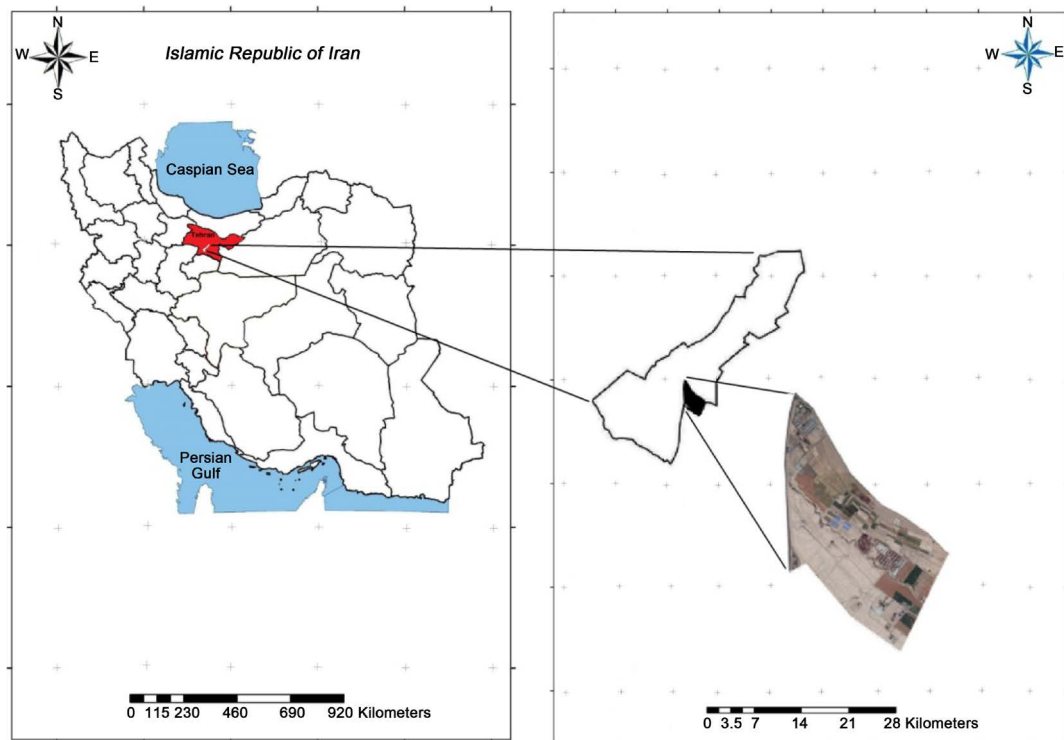 N
W E
S
Islamic Republic of Iran
Caspian Sea
Tehran
Persian
Gulf
0 115 230 460 690 920 Kilometers
N
W E
S
0 3.5 7 14 21 28 Kilometers